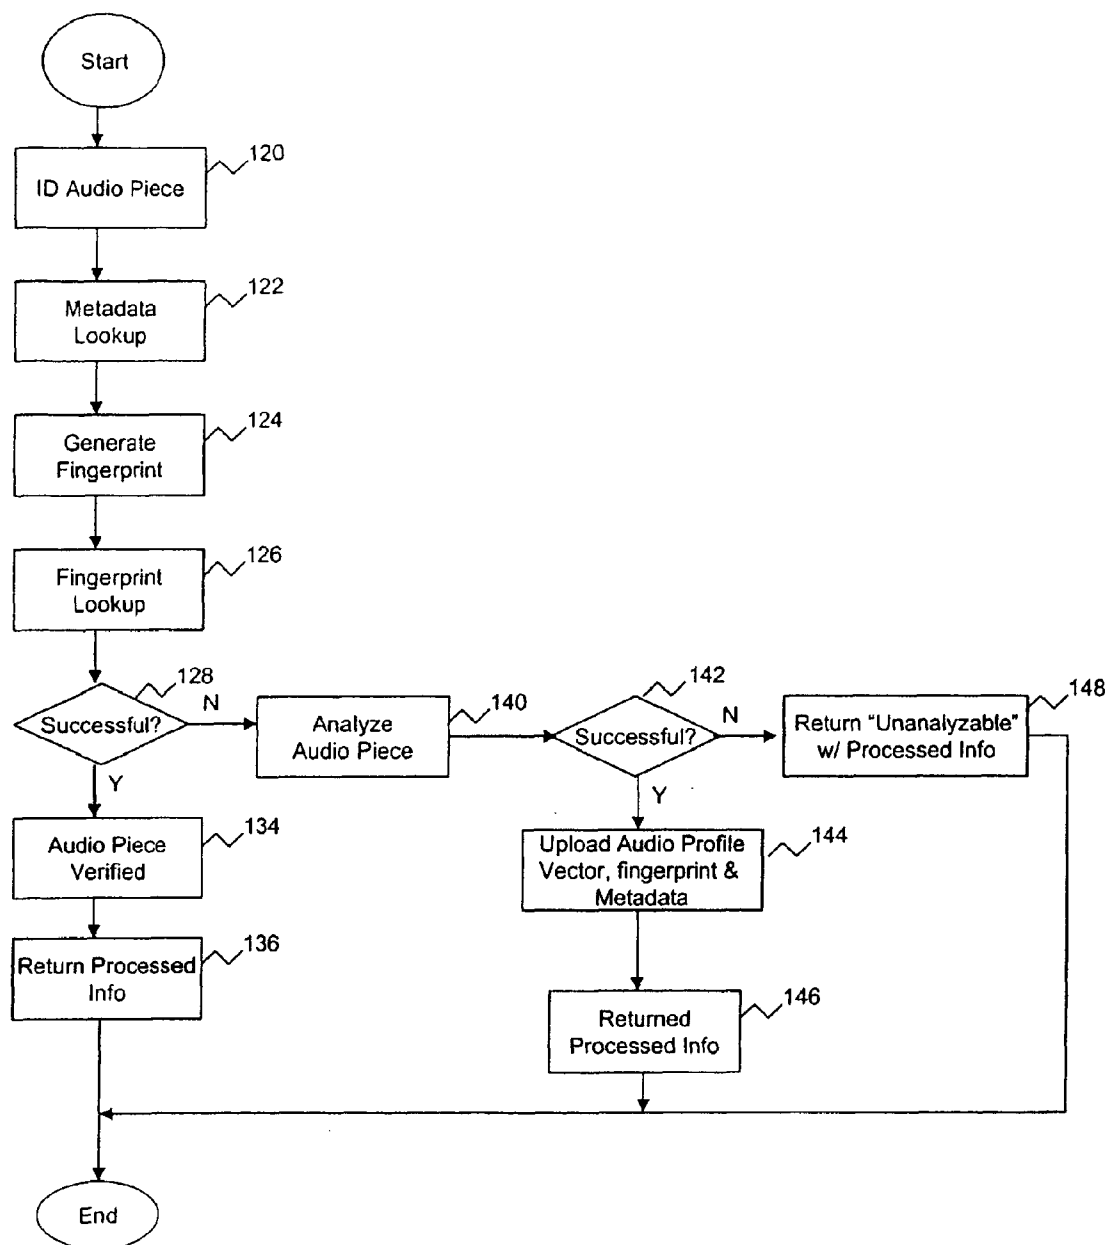 Start
120
ID Audio Piece
122
Metadata
Lookup
124
Generate
Fingerprint
126
Fingerprint
Lookup
128
Successful?
N
Y
140
Analyze
Audio Piece
142
Successful?
N
Y
148
Return "Unanalyzable"
w/ Processed Info
134
Audio Piece
Verified
144
Upload Audio Profile
Vector, fingerprint &
Metadata
136
Return Processed
Info
146
Returned
Processed Info
End